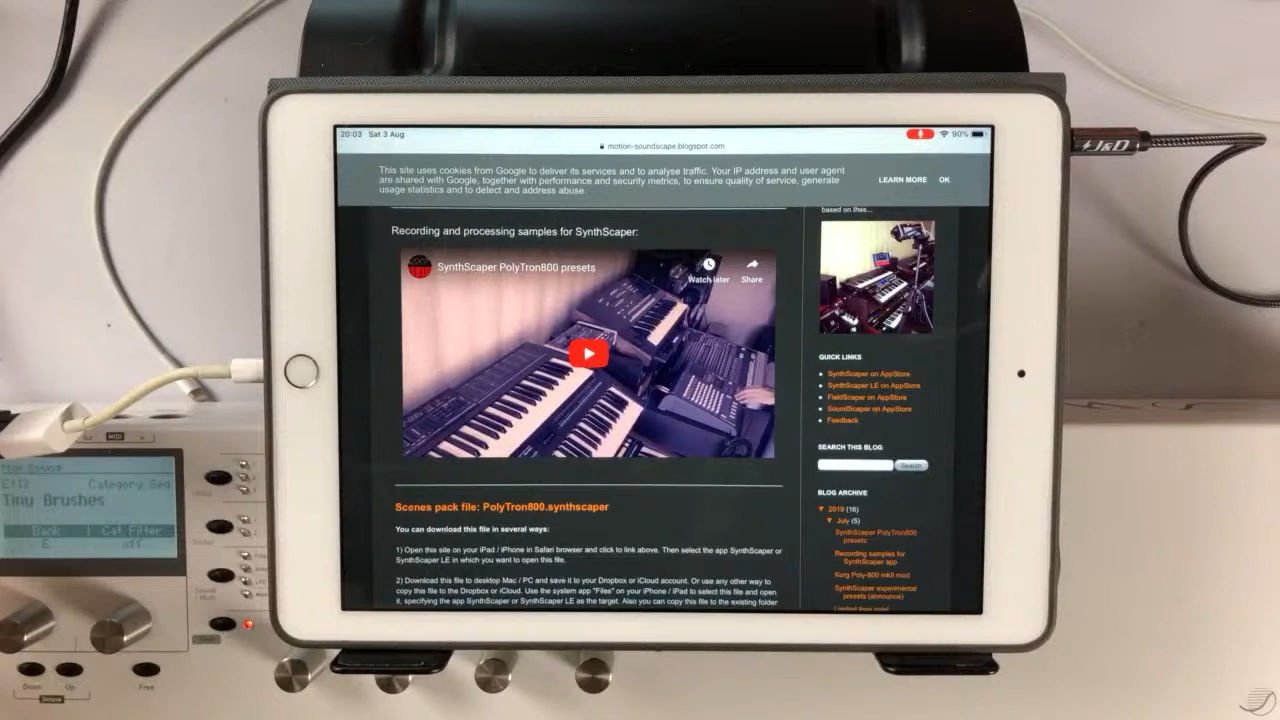 20:03 Sat 3 Aug
90%
motion-soundscape.blogspot.com
This site uses cookies from Google to deliver its services and to analyse traffic. Your IP address and user agent
are shared with Google, together with performance and security metrics, to ensure quality of service, generate
usage statistics and to detect and address abuse.
LEARN MORE OK
Recording and processing samples for SynthScaper:
SynthScaper PolyTron800 presets
Watch later Share
Scenes pack file: PolyTron800.synthscaper
You can download this file in several ways:
1) Open this site on your iPad / iPhone in Safari browser and click to link above. Then select the app SynthScaper or
SynthScaper LE in which you want to open this file.
2) Download this file to desktop Mac / PC and save it to your Dropbox or iCloud account. Or use any other way to
copy this file to the Dropbox or iCloud. Use the system app "Files" on your iPhone / iPad to select this file and open
it, specifying the app SynthScaper or SynthScaper LE as the target. Also you can copy this file to the existing folder
based on this...
QUICK LINKS
SynthScaper on AppStore
SynthScaper LE on AppStore
FieldScaper on AppStore
SoundScaper on AppStore
Feedback
SEARCH THIS BLOG
Search
BLOG ARCHIVE
▼ 2019 (16)
▼ July (5)
SynthScaper PolyTron800
presets
Recording samples for
SynthScaper app
Korg Poly-800 mkII mod
SynthScaper experimental
presets (announce)
J&D
Out MIDI In
E112 Category Seq
Tiny Brushes
Bank Cat Filter
E off
Down Up
Octave
Free